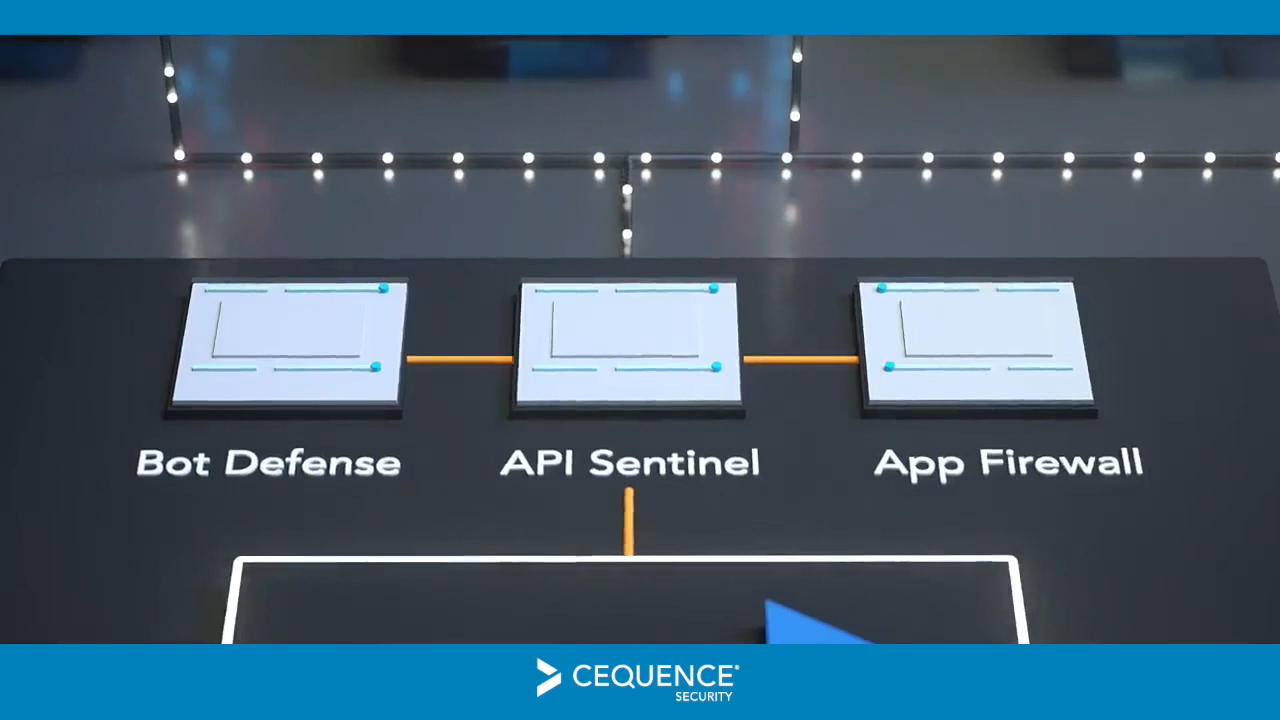 Bot Defense
API Sentinel
App Firewall
CEQUENCE®
SECURITY